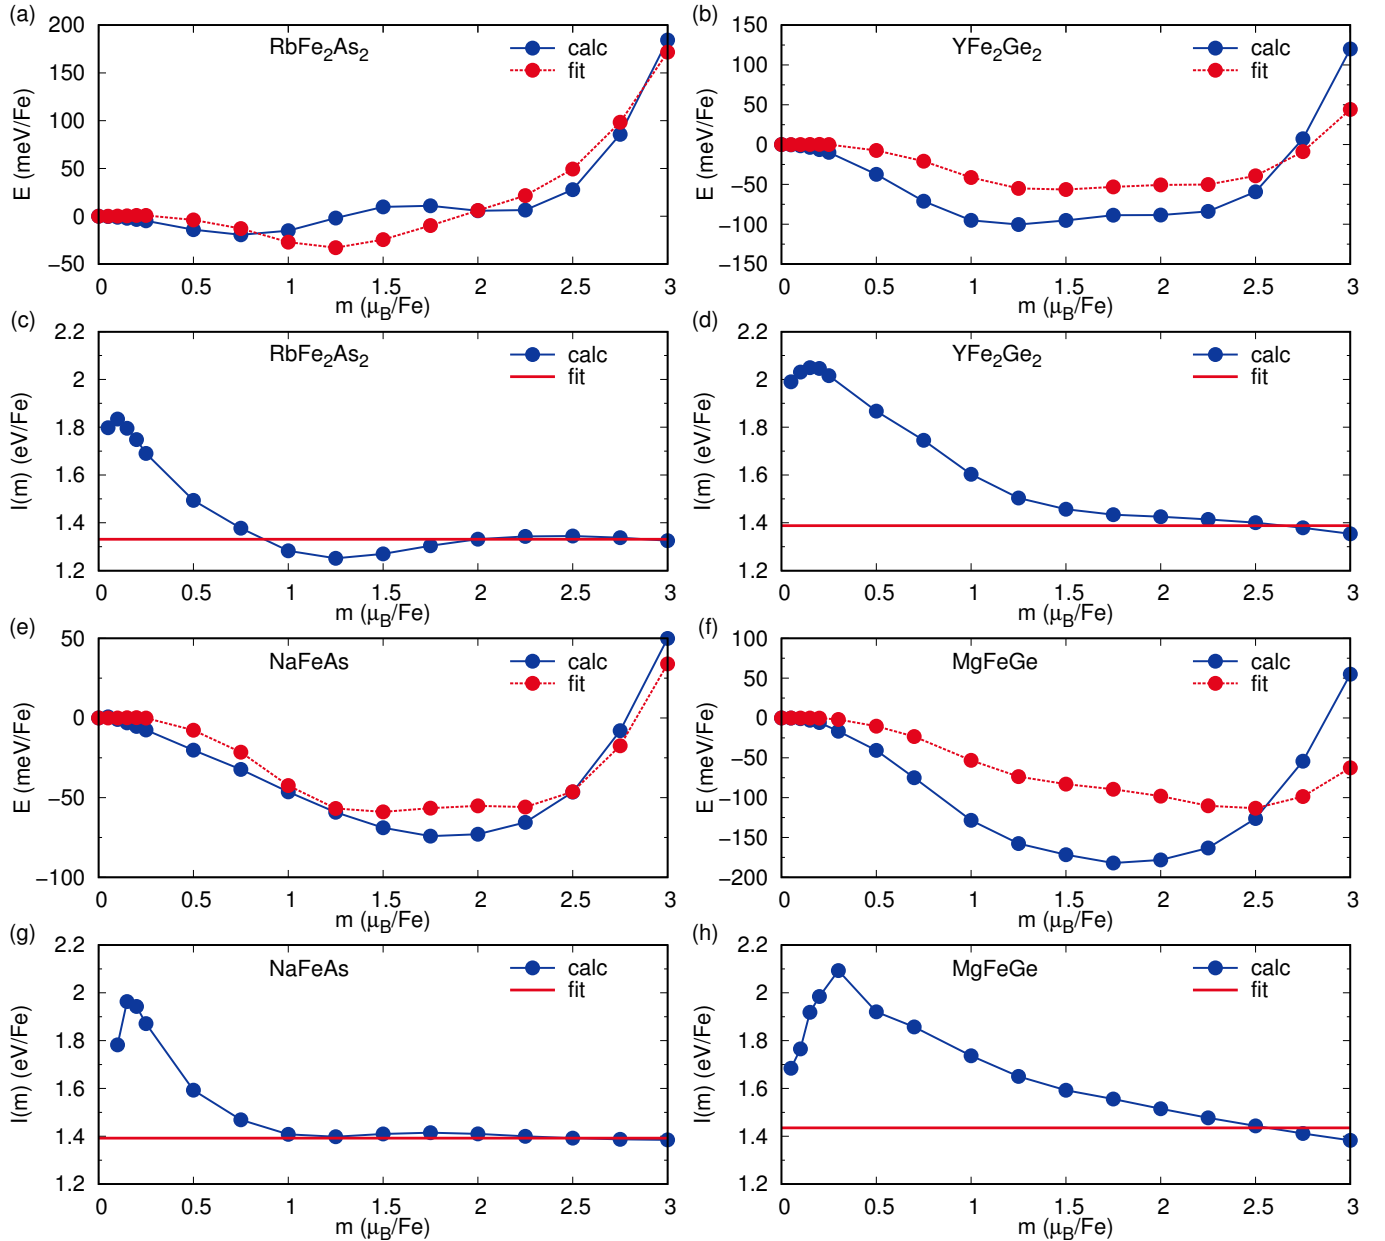 (a)
200
150
100
50
0
−50
E (meV/Fe)
RbFe2As2
calc
fit
0 0.5 1 1.5 2 2.5 3
m (μB/Fe)
(b)
150
100
50
0
−50
−100
−150
E (meV/Fe)
YFe2Ge2
calc
fit
0 0.5 1 1.5 2 2.5 3
m (μB/Fe)
(c)
2.2
2
1.8
1.6
1.4
1.2
I(m) (eV/Fe)
RbFe2As2
calc
fit
0 0.5 1 1.5 2 2.5 3
m (μB/Fe)
(d)
2.2
2
1.8
1.6
1.4
1.2
I(m) (eV/Fe)
YFe2Ge2
calc
fit
0 0.5 1 1.5 2 2.5 3
m (μB/Fe)
(e)
50
0
−50
−100
E (meV/Fe)
NaFeAs
calc
fit
0 0.5 1 1.5 2 2.5 3
m (μB/Fe)
(f)
100
50
0
−50
−100
−150
−200
E (meV/Fe)
MgFeGe
calc
fit
0 0.5 1 1.5 2 2.5 3
m (μB/Fe)
(g)
2.2
2
1.8
1.6
1.4
1.2
I(m) (eV/Fe)
NaFeAs
calc
fit
0 0.5 1 1.5 2 2.5 3
m (μB/Fe)
(h)
2.2
2
1.8
1.6
1.4
1.2
I(m) (eV/Fe)
MgFeGe
calc
fit
0 0.5 1 1.5 2 2.5 3
m (μB/Fe)